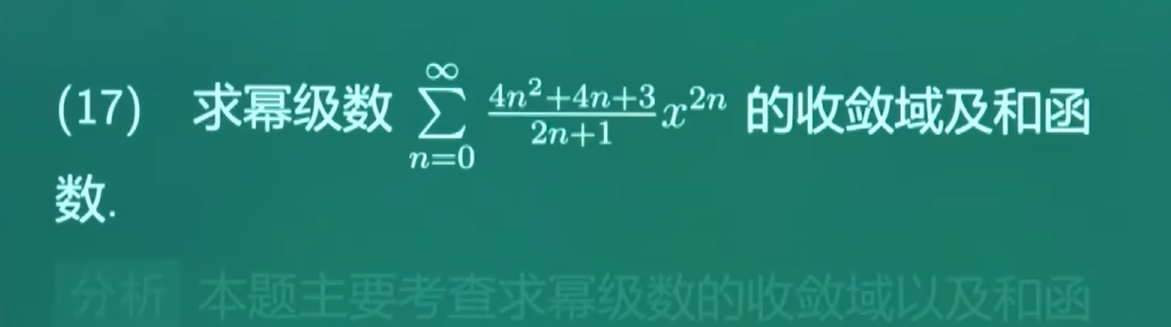 (17) 求幂级数 $\sum_{n=0}^{\infty} \frac{4n^2+4n+3}{2n+1} x^{2n}$ 的收敛域及和函
数.
分析 本题主要考查求幂级数的收敛域以及和函